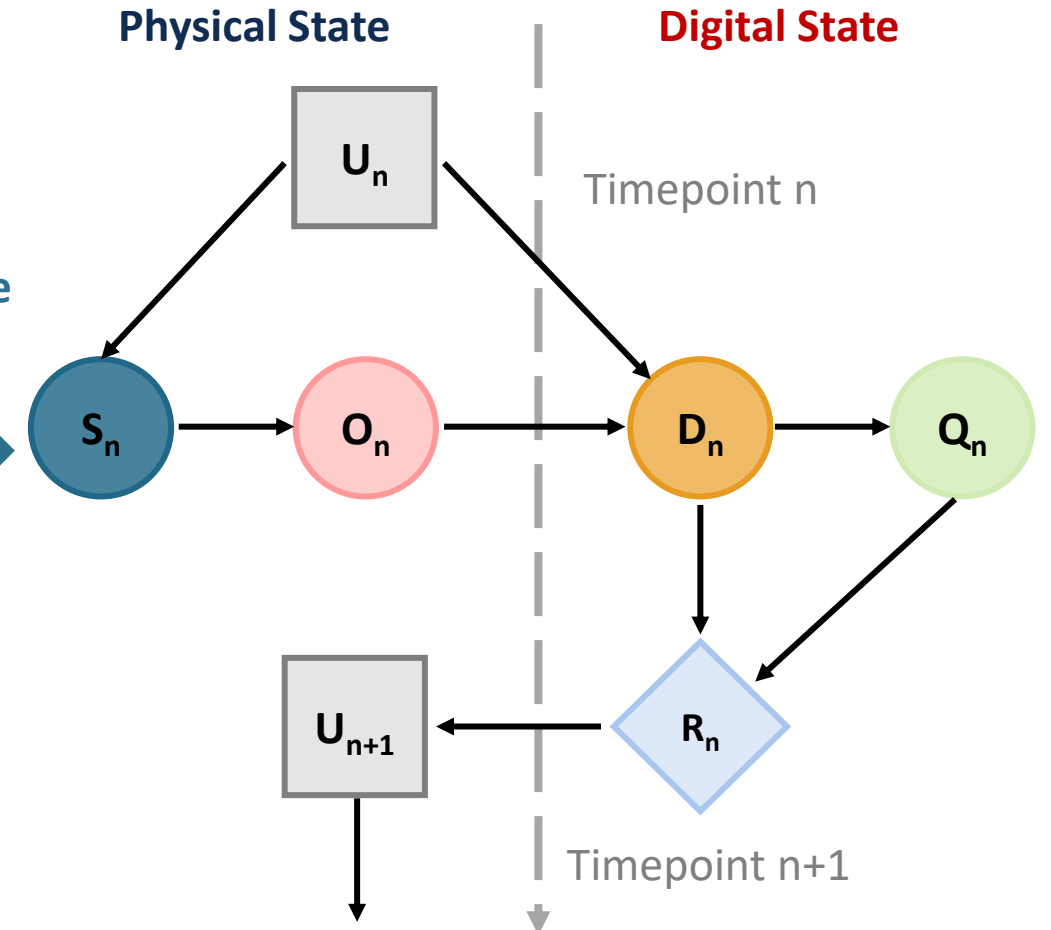 Physical State
Digital State
Uₙ
Timepoint n
e
Sₙ
Oₙ
Dₙ
Qₙ
Uₙ₊₁
Rₙ
Timepoint n+1